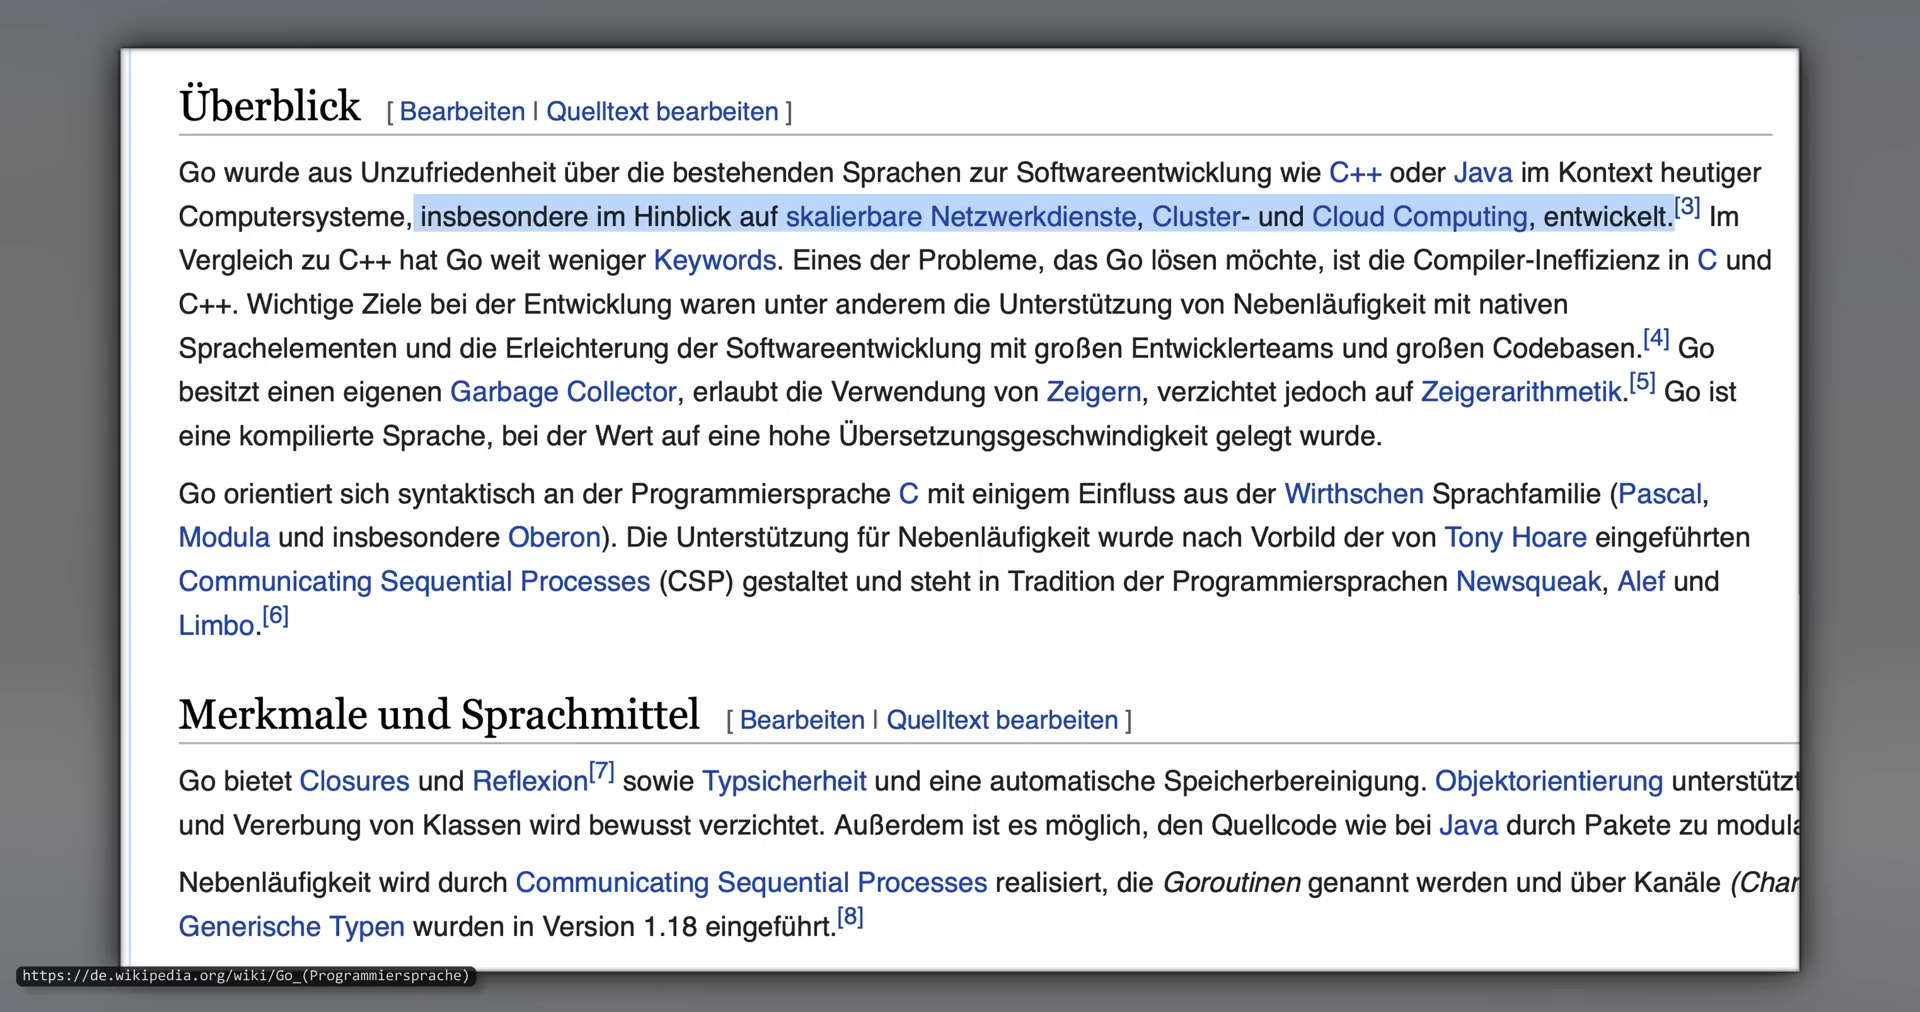 Überblick [ Bearbeiten | Quelltext bearbeiten ]
Go wurde aus Unzufriedenheit über die bestehenden Sprachen zur Softwareentwicklung wie C++ oder Java im Kontext heutiger
Computersysteme, insbesondere im Hinblick auf skalierbare Netzwerkdienste, Cluster- und Cloud Computing, entwickelt.[3] Im
Vergleich zu C++ hat Go weit weniger Keywords. Eines der Probleme, das Go lösen möchte, ist die Compiler-Ineffizienz in C und
C++. Wichtige Ziele bei der Entwicklung waren unter anderem die Unterstützung von Nebenläufigkeit mit nativen
Sprachelementen und die Erleichterung der Softwareentwicklung mit großen Entwicklerteams und großen Codebasen.[4] Go
besitzt einen eigenen Garbage Collector, erlaubt die Verwendung von Zeigern, verzichtet jedoch auf Zeigerarithmetik.[5] Go ist
eine kompilierte Sprache, bei der Wert auf eine hohe Übersetzungsgeschwindigkeit gelegt wurde.
Go orientiert sich syntaktisch an der Programmiersprache C mit einigem Einfluss aus der Wirthschen Sprachfamilie (Pascal,
Modula und insbesondere Oberon). Die Unterstützung für Nebenläufigkeit wurde nach Vorbild der von Tony Hoare eingeführten
Communicating Sequential Processes (CSP) gestaltet und steht in Tradition der Programmiersprachen Newsqueak, Alef und
Limbo.[6]
Merkmale und Sprachmittel [ Bearbeiten | Quelltext bearbeiten ]
Go bietet Closures und Reflexion[7] sowie Typsicherheit und eine automatische Speicherbereinigung. Objektorientierung unterstützt
und Vererbung von Klassen wird bewusst verzichtet. Außerdem ist es möglich, den Quellcode wie bei Java durch Pakete zu modula
Nebenläufigkeit wird durch Communicating Sequential Processes realisiert, die Goroutinen genannt werden und über Kanäle (Char
Generische Typen wurden in Version 1.18 eingeführt.[8]
https://de.wikipedia.org/wiki/Go_(Programmiersprache)